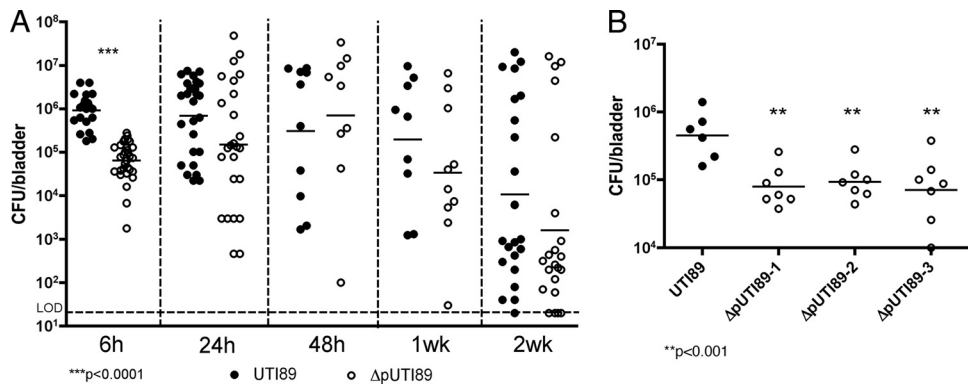 A
CFU/bladder
10⁸
10⁷
10⁶
10⁵
10⁴
10³
10²
10¹
LOD
***
6h 24h 48h 1wk 2wk
***p<0.0001
UTI89 ΔpUTI89
B
CFU/bladder
10⁷
10⁶
10⁵
10⁴
** ** **
UTI89 ΔpUTI89-1 ΔpUTI89-2 ΔpUTI89-3
**p<0.001